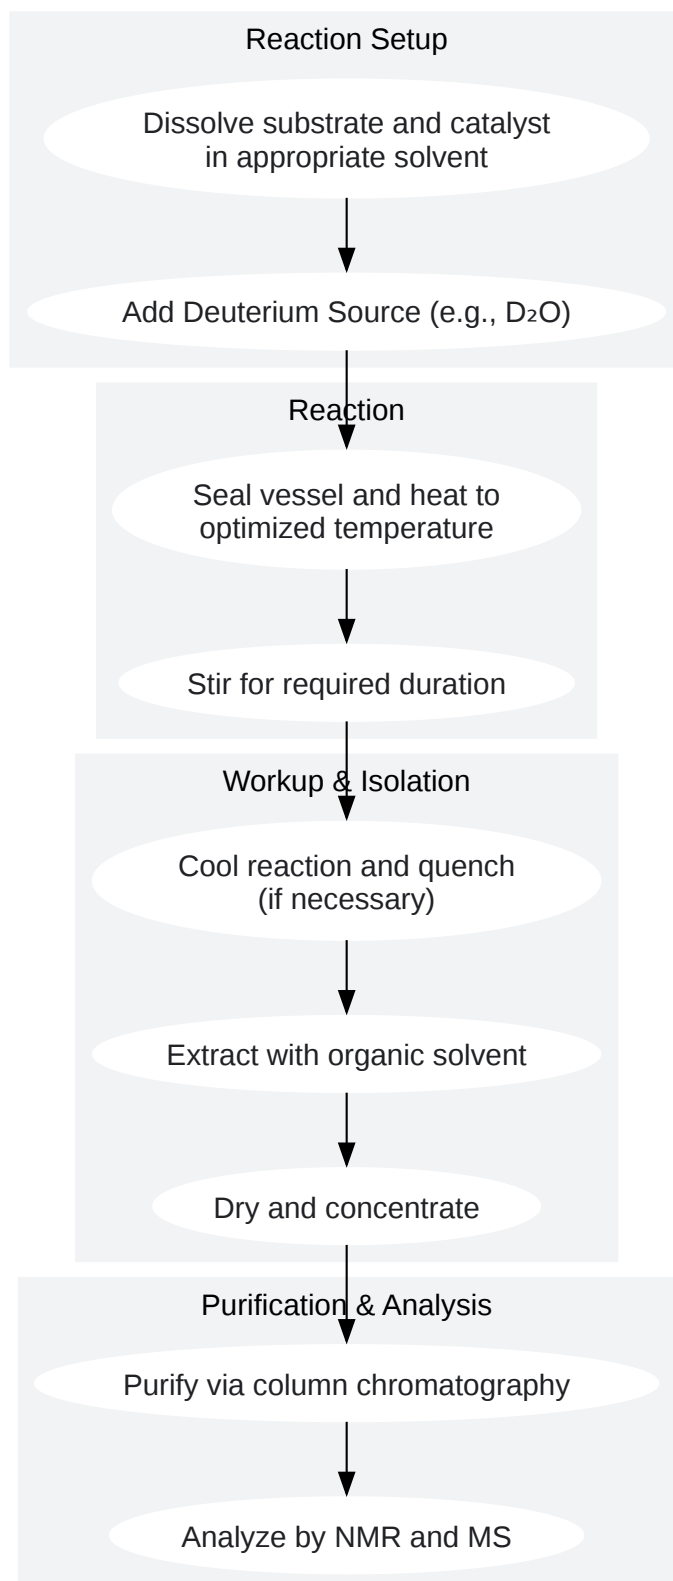 Reaction Setup
Dissolve substrate and catalyst
in appropriate solvent
Add Deuterium Source (e.g., D₂O)
Reaction
Seal vessel and heat to
optimized temperature
Stir for required duration
Workup & Isolation
Cool reaction and quench
(if necessary)
Extract with organic solvent
Dry and concentrate
Purification & Analysis
Purify via column chromatography
Analyze by NMR and MS